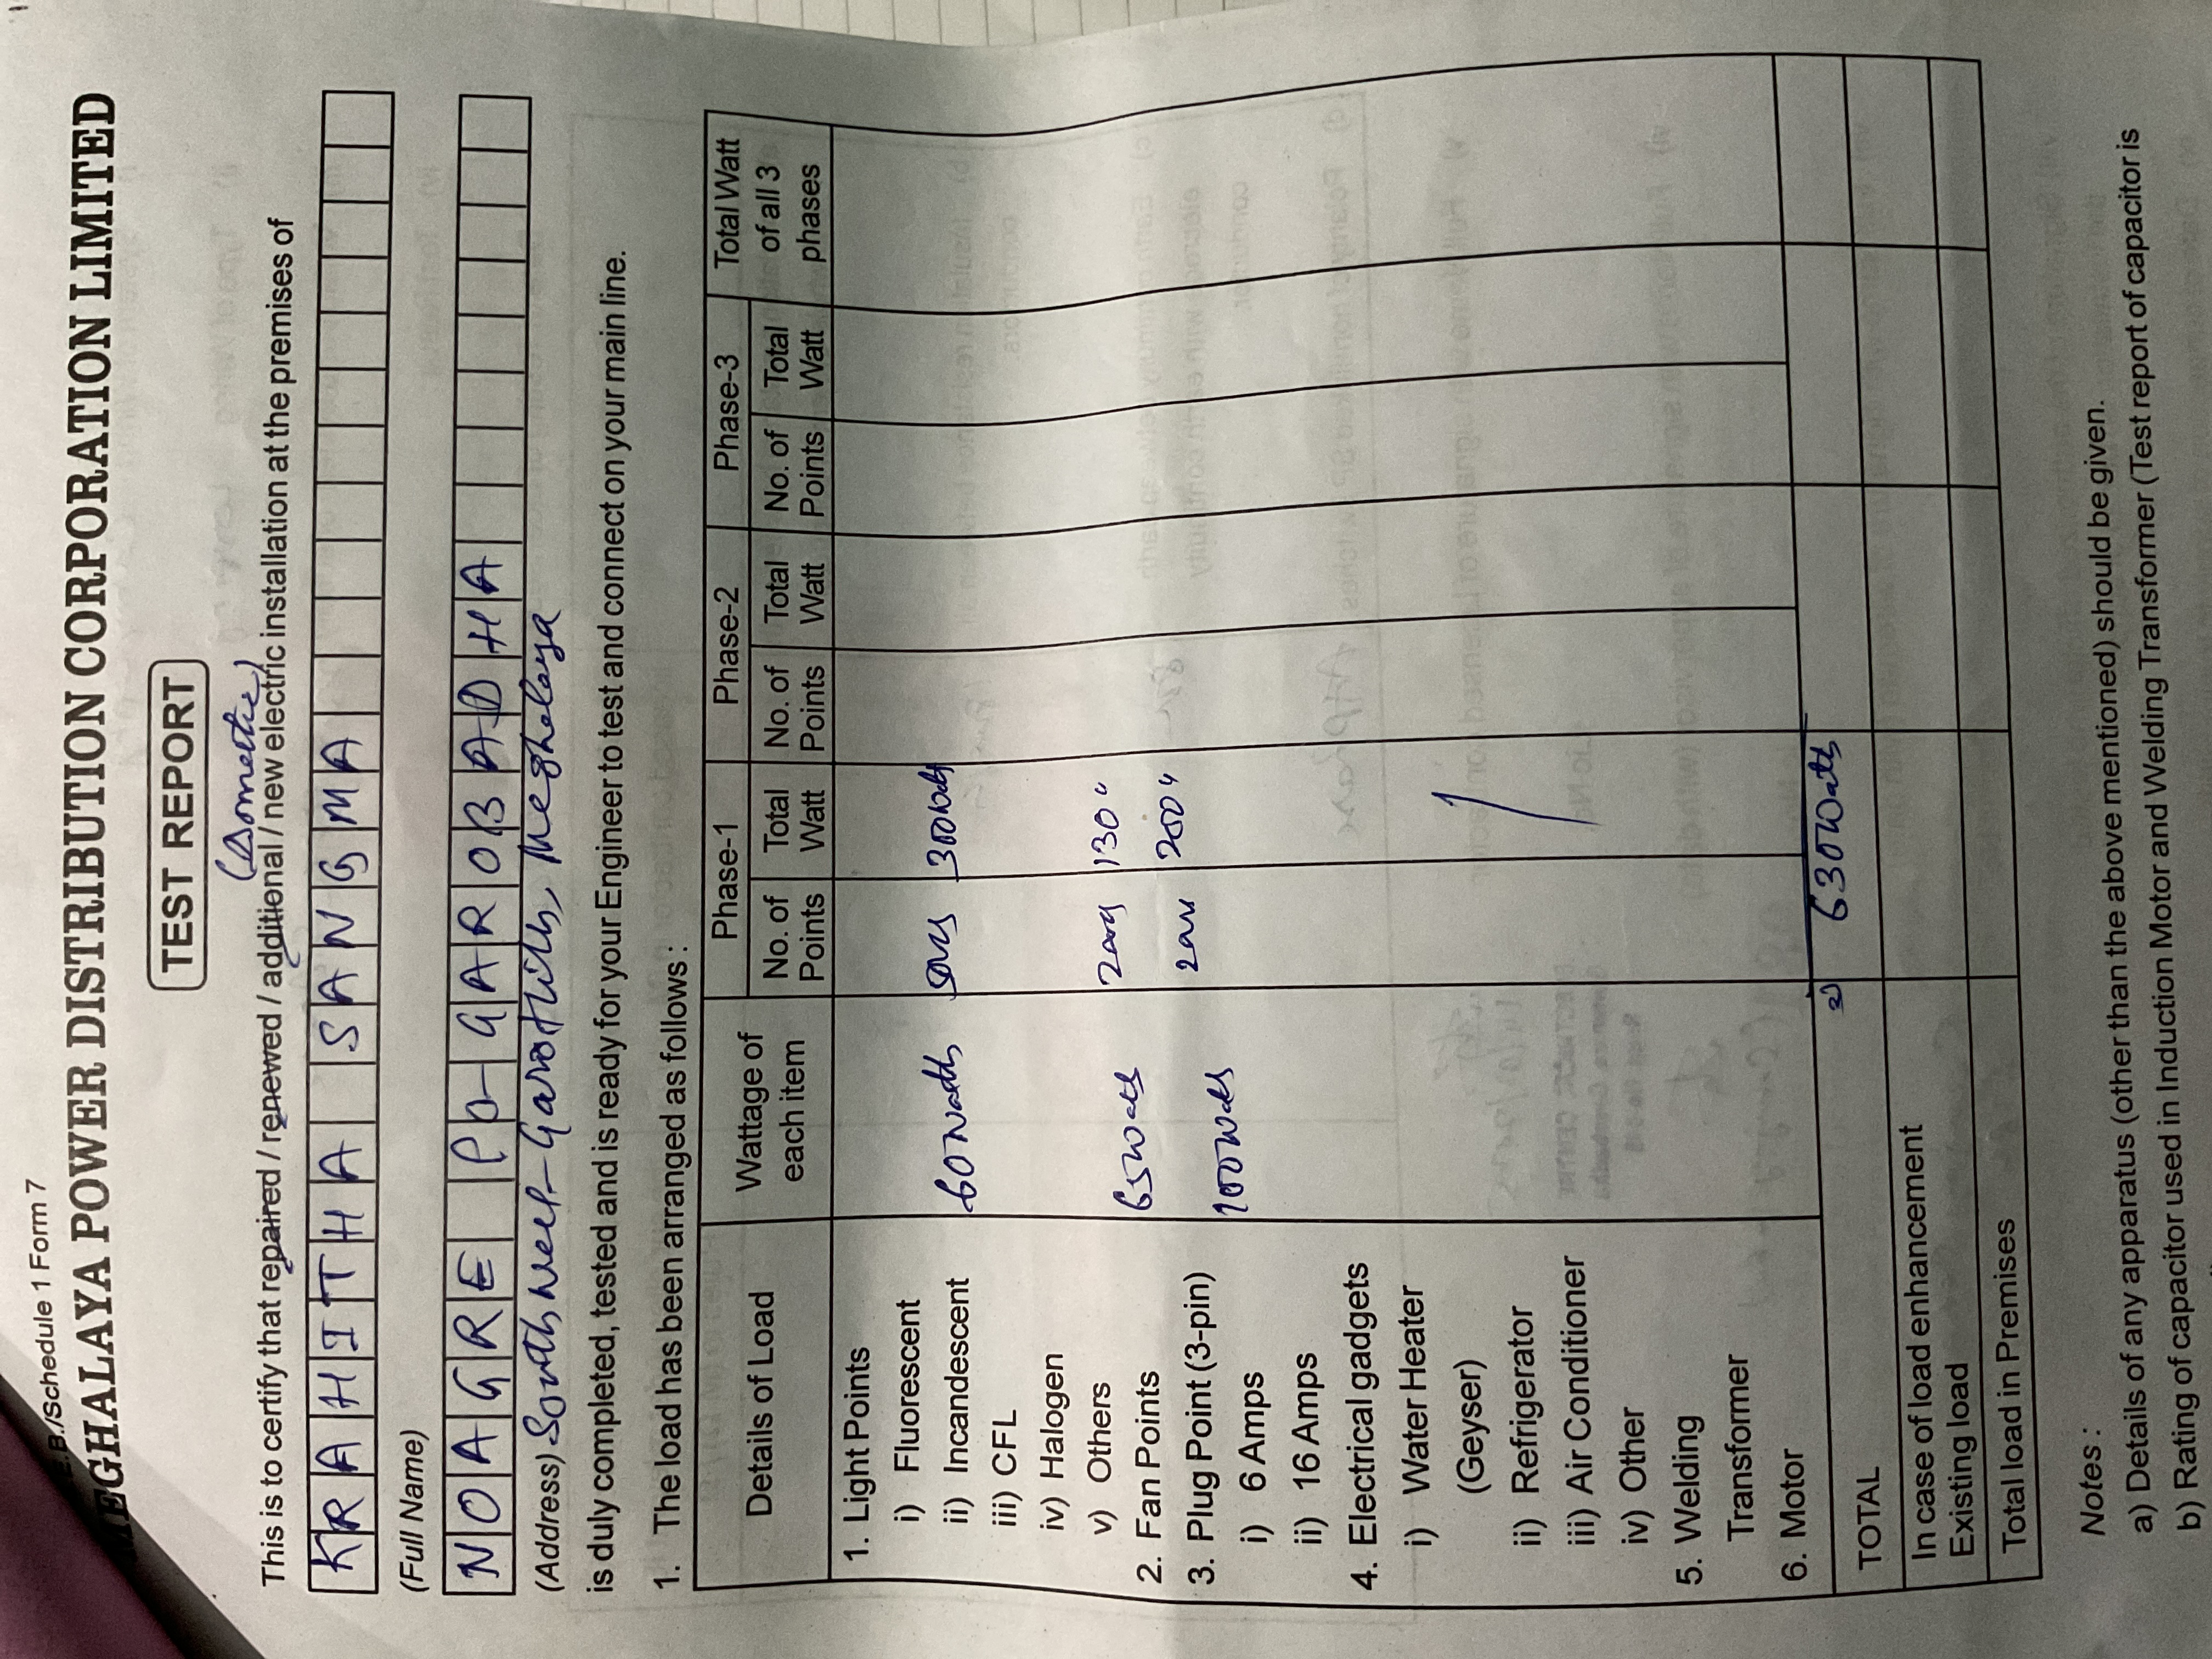 E.B./Schedule 1 Form 7
MEGHALAYA POWER DISTRIBUTION CORPORATION LIMITED
TEST REPORT
(Domestic)
This is to certify that repaired / renewed / additional / new electric installation at the premises of
KRAHITHA SANGMA
(Full Name)
NOAGRE P.O- GAROBADHA
(Address) South West Garo Hills, Meghalaya
is duly completed, tested and is ready for your Engineer to test and connect on your main line.
1. The load has been arranged as follows :
Details of Load Wattage of each item Phase-1 Phase-2 Phase-3 Total Watt of all 3 phases
No. of Points Total Watt No. of Points Total Watt No. of Points Total Watt
1. Light Points
i) Fluorescent
ii) Incandescent 60 Watts 300 Watts
iii) CFL
iv) Halogen
v) Others
2. Fan Points 65 Watts 2 nos 130 "
3. Plug Point (3-pin)
i) 6 Amps 100 Watts 2 nos 200 "
ii) 16 Amps
4. Electrical gadgets
i) Water Heater
(Geyser)
ii) Refrigerator
iii) Air Conditioner
iv) Other
5. Welding
Transformer
6. Motor
630 Watts
TOTAL
In case of load enhancement
Existing load
Total load in Premises
Notes :
a) Details of any apparatus (other than the above mentioned) should be given.
b) Rating of capacitor used in Induction Motor and Welding Transformer (Test report of capacitor is